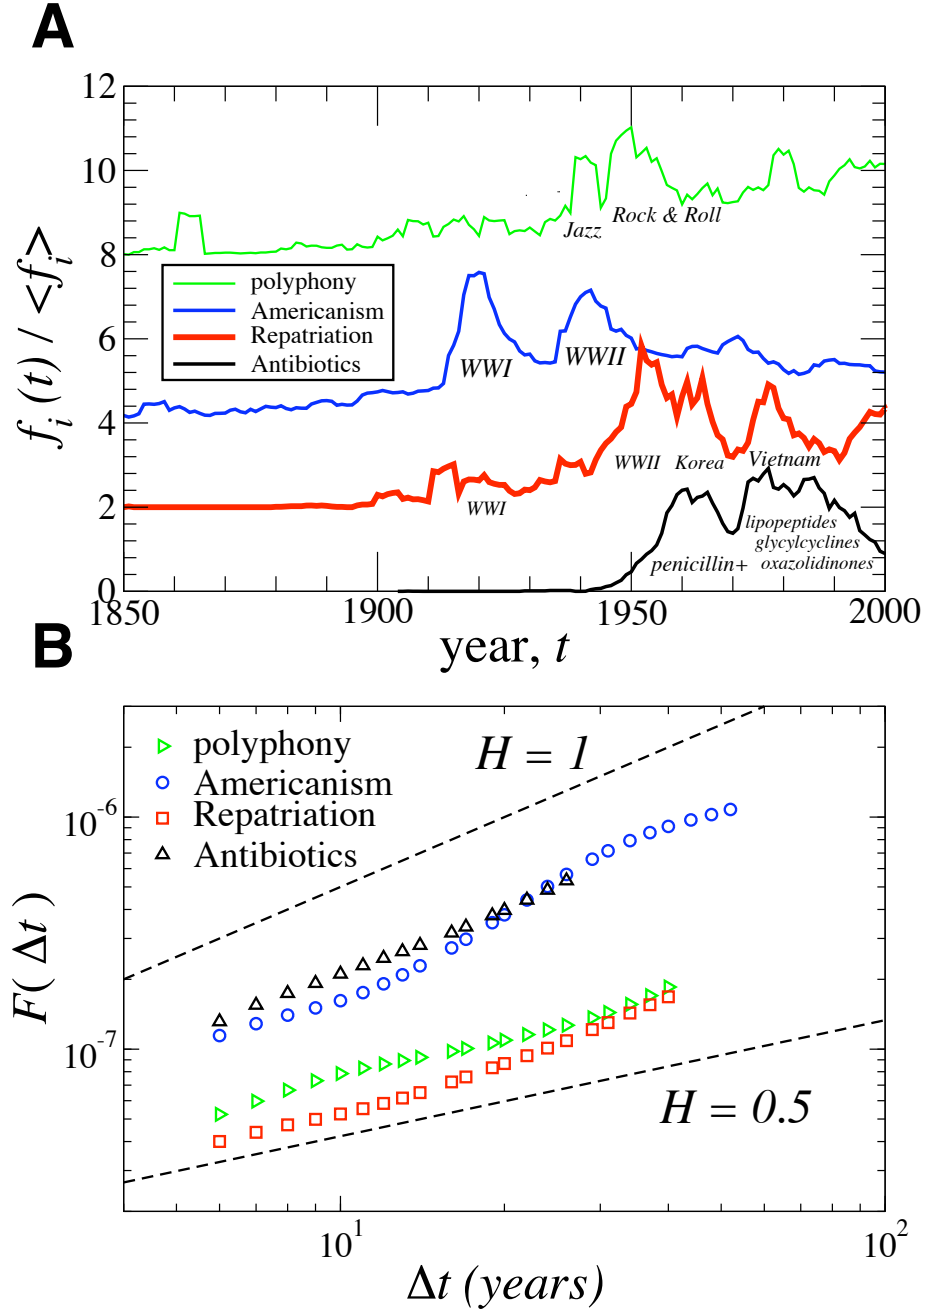 A
12
10
8
6
4
2
0
f_i (t) / <f_i>
Jazz
Rock & Roll
polyphony
Americanism
Repatriation
Antibiotics
WWI
WWII
WWII
Korea
Vietnam
WWI
lipopeptides
glycylcyclines
penicillin+
oxazolidinones
1850
1900
1950
2000
year, t
B
polyphony
Americanism
Repatriation
Antibiotics
H = 1
10^-6
10^-7
F( Δt )
H = 0.5
10^1
10^2
Δt (years)